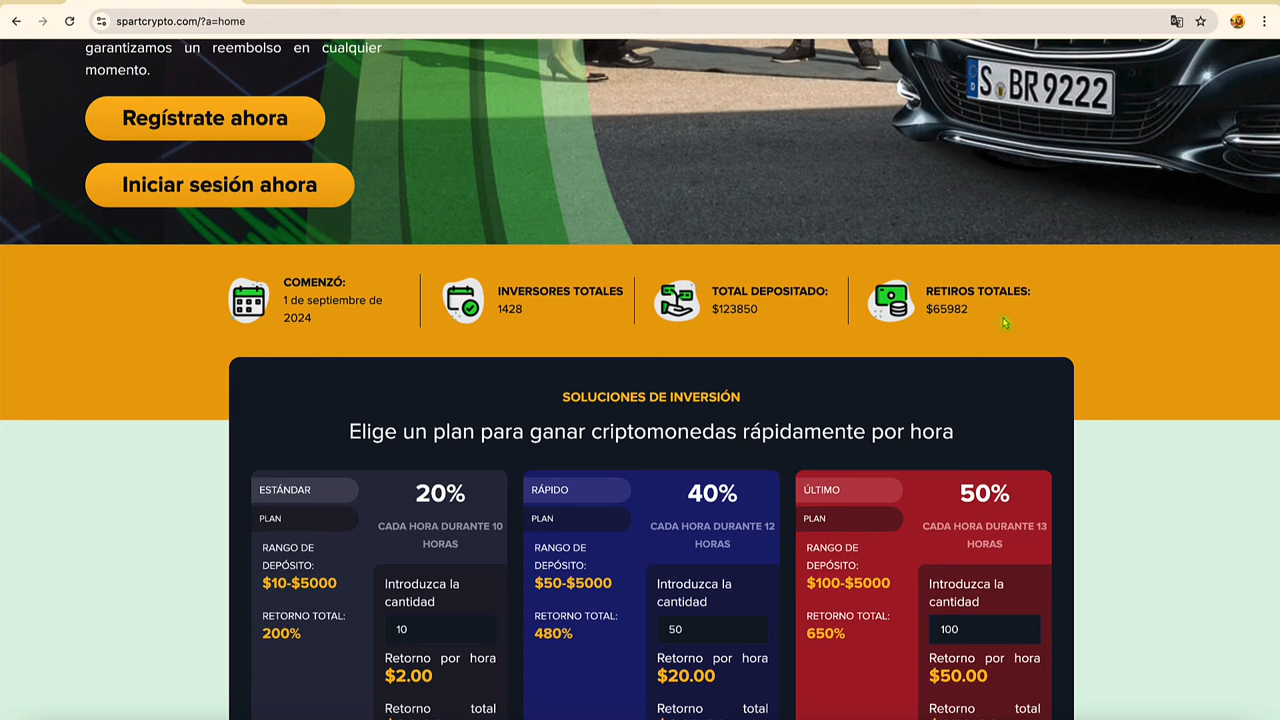 spartcrypto.com/?a=home
garantizamos un reembolso en cualquier
momento.
Regístrate ahora
Iniciar sesión ahora
S BR 9222
COMENZÓ:
1 de septiembre de
2024
INVERSORES TOTALES
1428
TOTAL DEPOSITADO:
$123850
RETIROS TOTALES:
$65982
SOLUCIONES DE INVERSIÓN
Elige un plan para ganar criptomonedas rápidamente por hora
ESTÁNDAR
PLAN
20%
CADA HORA DURANTE 10
HORAS
RANGO DE
DEPÓSITO:
$10-$5000
RETORNO TOTAL:
200%
Introduzca la
cantidad
10
Retorno por hora
$2.00
Retorno total
RÁPIDO
PLAN
40%
CADA HORA DURANTE 12
HORAS
RANGO DE
DEPÓSITO:
$50-$5000
RETORNO TOTAL:
480%
Introduzca la
cantidad
50
Retorno por hora
$20.00
Retorno total
ÚLTIMO
PLAN
50%
CADA HORA DURANTE 13
HORAS
RANGO DE
DEPÓSITO:
$100-$5000
RETORNO TOTAL:
650%
Introduzca la
cantidad
100
Retorno por hora
$50.00
Retorno total